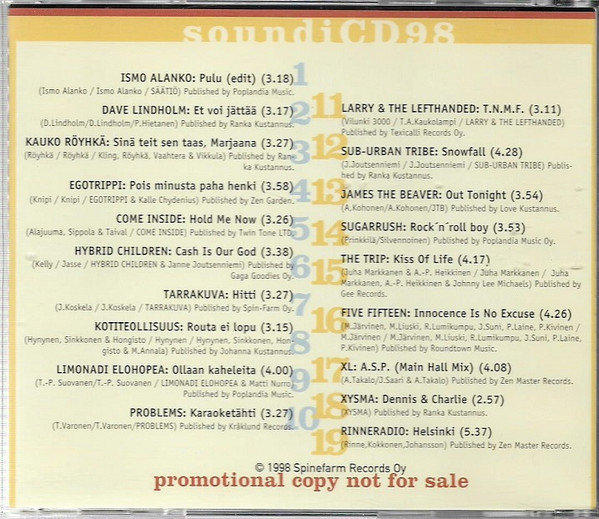 soundiCD98
1
ISMO ALANKO: Pulu (edit) (3.18)
(Ismo Alanko / Ismo Alanko / SÄÄTIÖ) Published by Poplandia Music.
2
DAVE LINDHOLM: Et voi jättää (3.17)
(D.Lindholm/D.Lindholm/P.Hietanen) Published by Ranka Kustannus.
3
KAUKO RÖYHKÄ: Sinä teit sen taas, Marjaana (3.27)
(Röyhkä / Röyhkä / Kling, Röyhkä, Vaahtera & Vikkula) Published by Ran-
ka Kustannus.
4
EGOTRIPPI: Pois minusta paha henki (3.58)
(Knipi / Knipi / EGOTRIPPI & Kalle Chydenius) Published by Zen Garden.
5
COME INSIDE: Hold Me Now (3.26)
(Alajuuma, Sippola & Taival / COME INSIDE) Published by Twin Tone LTD.
6
HYBRID CHILDREN: Cash Is Our God (3.38)
(Kelly / Jasse / HYBRID CHILDREN & Janne Joutsenniemi) Published by
Gaga Goodies Oy.
7
TARRAKUVA: Hitti (3.27)
(J.Koskela / J.Koskela / TARRAKUVA) Published by Spin-Farm Oy.
8
KOTITEOLLISUUS: Routa ei lopu (3.15)
(Hynynen, Sinkkonen & Hongisto / Hynynen / Hynynen, Sinkkonen, Hon-
gisto & M.Annala) Published by Johanna Kustannus.
9
LIMONADI ELOHOPEA: Ollaan kaheleita (4.00)
(T.-P. Suovanen/T.-P. Suovanen / LIMONADI ELOHOPEA & Matti Nurro)
Published by Poplandia Music.
10
PROBLEMS: Karaoketähti (3.27)
(T.Varonen/T.Varonen/PROBLEMS) Published by Kråklund Records.
11
LARRY & THE LEFTHANDED: T.N.M.F. (3.11)
(Vilunki 3000 / T.A.Kaukolampi / LARRY & THE LEFTHANDED)
Published by Texicalli Records Oy.
12
SUB-URBAN TRIBE: Snowfall (4.28)
(J.Joutsenniemi / J.Joutsenniemi / SUB-URBAN TRIBE) Publis-
hed by Ranka Kustannus.
13
JAMES THE BEAVER: Out Tonight (3.54)
(A.Kohonen/A.Kohonen/JTB) Published by Love Kustannus.
14
SUGARRUSH: Rock´n´roll boy (3.53)
(Prinkkilä/Silvennoinen) Published by Poplandia Music Oy.
15
THE TRIP: Kiss Of Life (4.17)
(Juha Markkanen & A.-P. Heikkinen / Juha Markkanen / Juha
Markkanen, A.-P. Heikkinen & Johnny Lee Michaels) Published by
Gee Records.
16
FIVE FIFTEEN: Innocence Is No Excuse (4.26)
(M.Järvinen, M.Liuski, R.Lumikumpu, J.Suni, P.Laine, P.Kivinen /
M.Järvinen / M.Järvinen, M.Liuski, R.Lumikumpu, J.Suni, P.Laine,
P.Kivinen) Published by Roundtown Music.
17
XL: A.S.P. (Main Hall Mix) (4.08)
(A.Takalo/J.Saari & A.Takalo) Published by Zen Master Records.
18
XYSMA: Dennis & Charlie (2.57)
(XYSMA) Published by Ranka Kustannus.
19
RINNERADIO: Helsinki (5.37)
(Rinne,Kokkonen,Johansson) Published by Zen Master Records.
© 1998 Spinefarm Records Oy
promotional copy not for sale